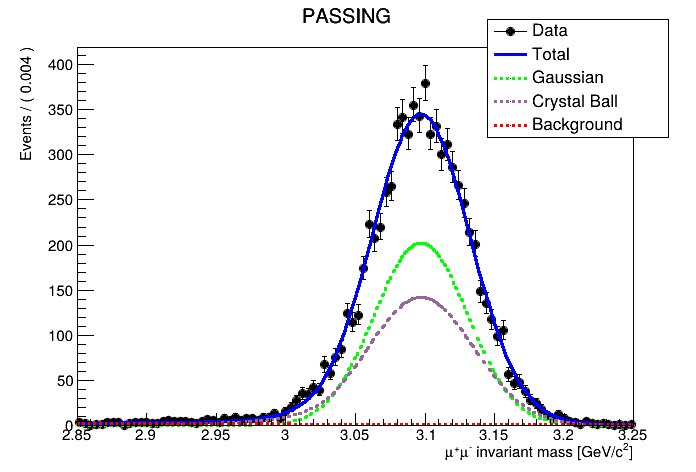 PASSING
Data
Total
Gaussian
Crystal Ball
Background
Events / ( 0.004 )
400
350
300
250
200
150
100
50
0
2.85 2.9 2.95 3 3.05 3.1 3.15 3.2 3.25
μ⁺μ⁻ invariant mass [GeV/c²]